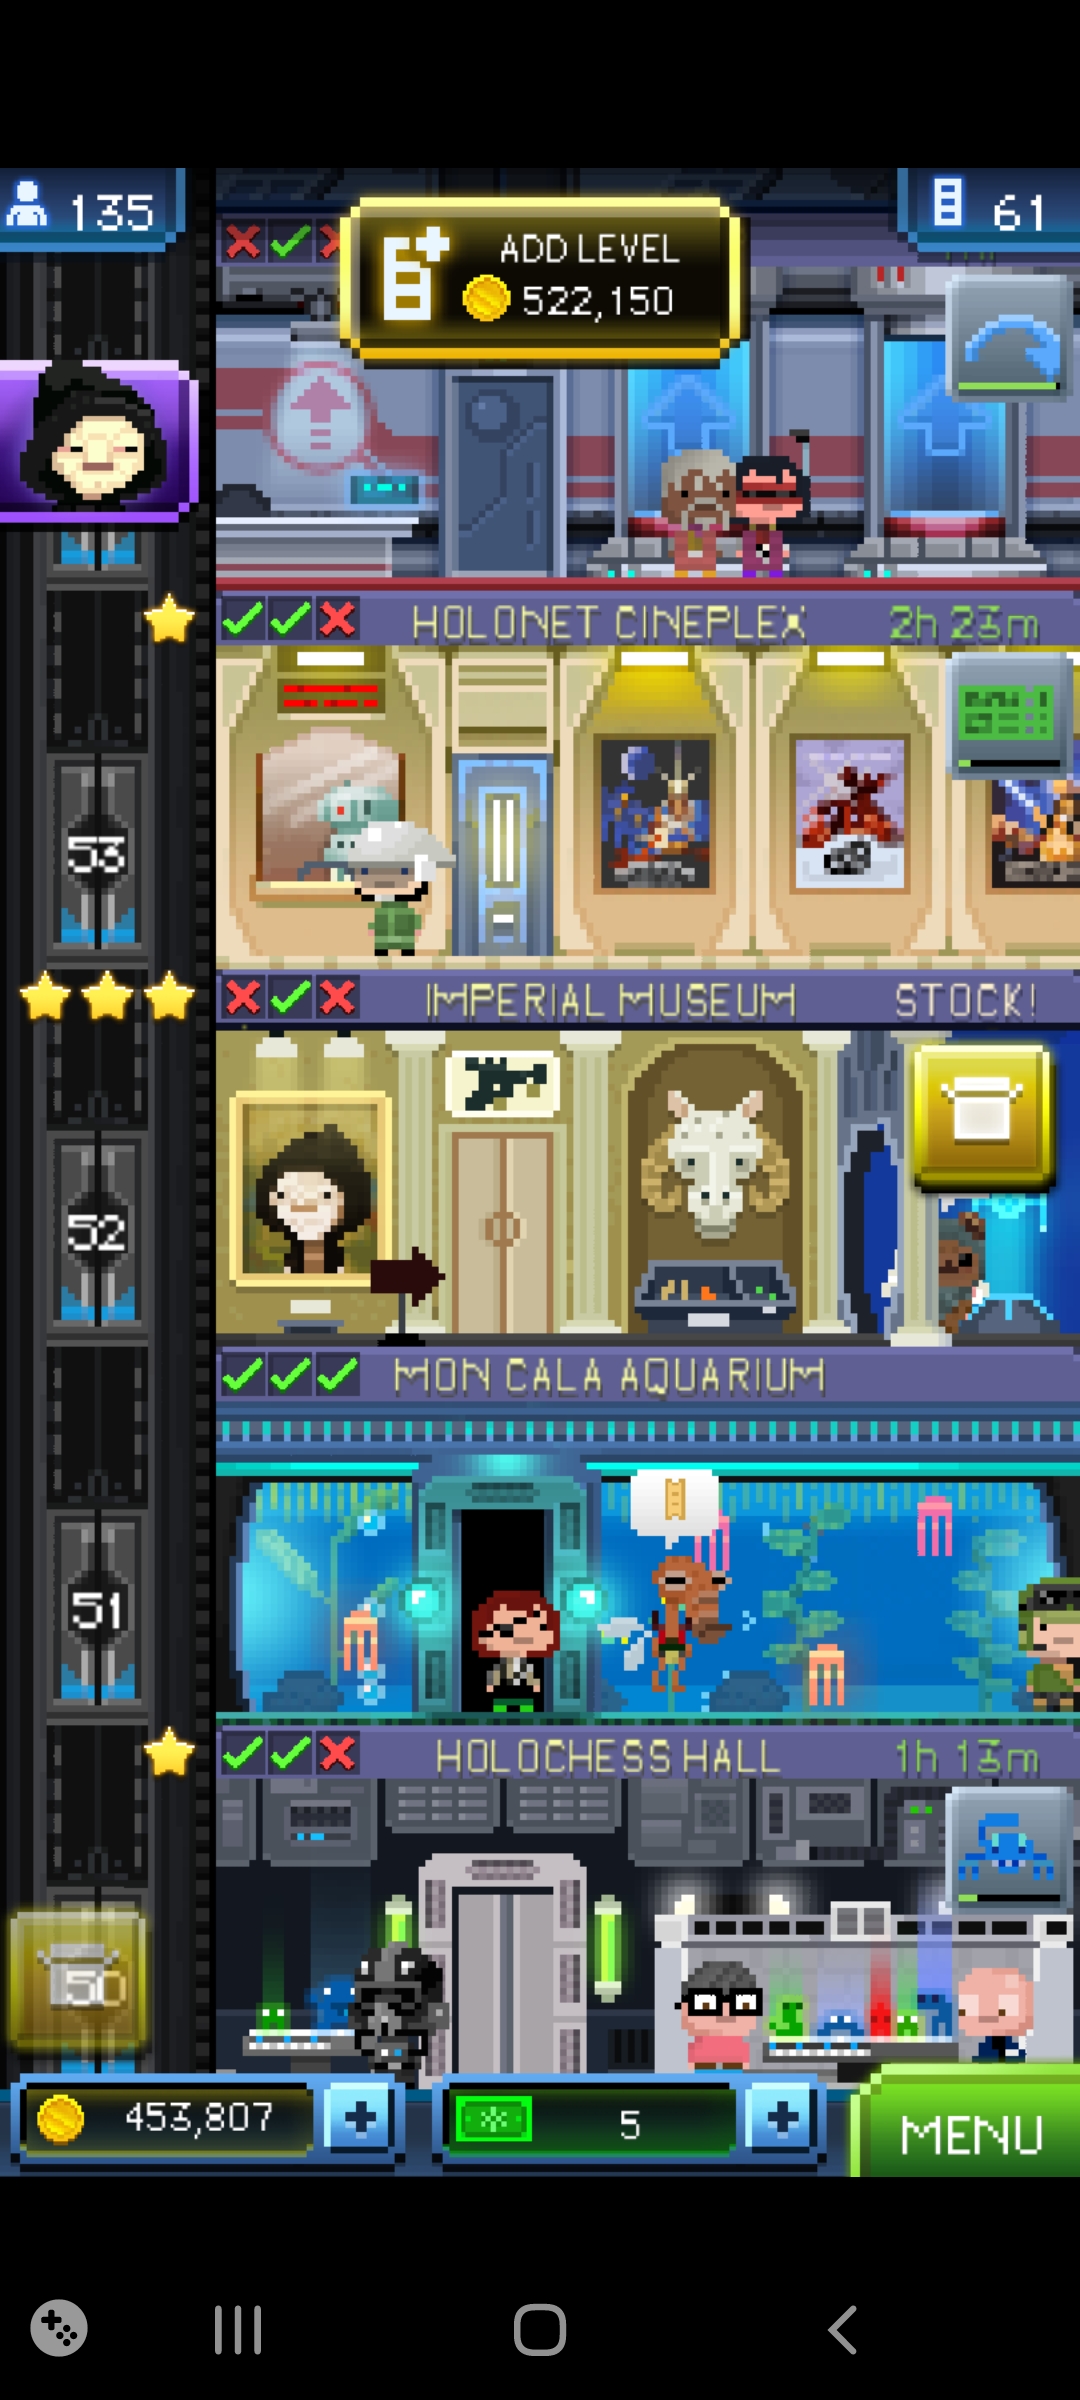 135
61
ADD LEVEL
522,150
HOLONET CINEPLEX
2h 23m
53
IMPERIAL MUSEUM
STOCK!
52
MON CALA AQUARIUM
51
HOLOCHESS HALL
1h 13m
50
453,807
5
MENU